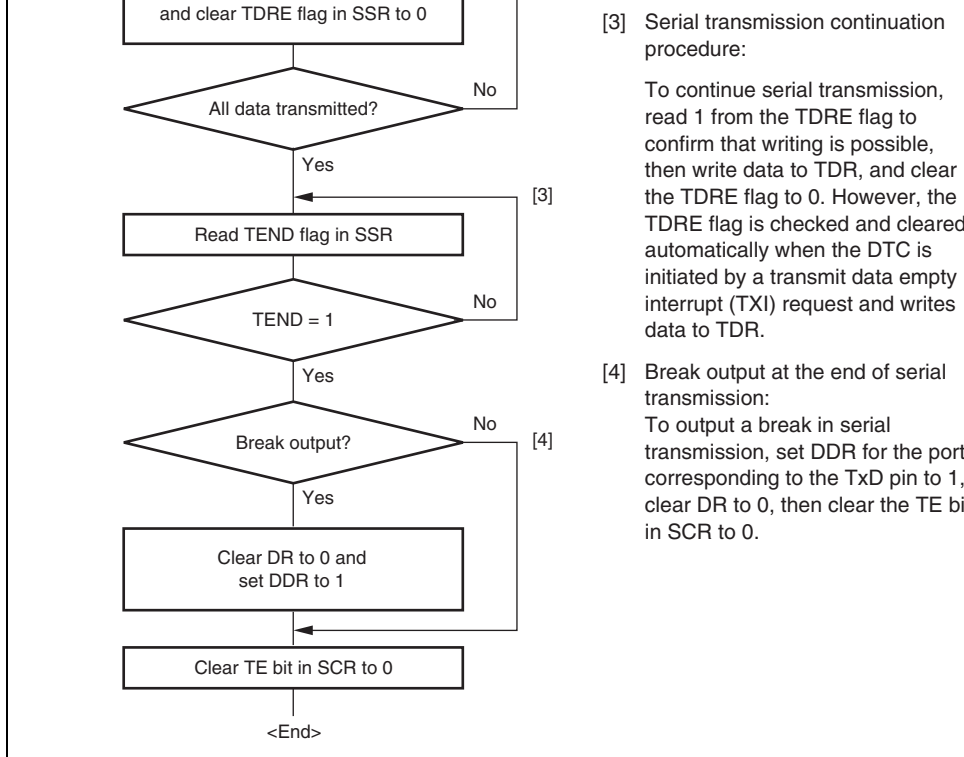 and clear TDRE flag in SSR to 0
No
All data transmitted?
Yes
[3]
Read TEND flag in SSR
No
TEND = 1
Yes
No
[4]
Break output?
Yes
Clear DR to 0 and
set DDR to 1
Clear TE bit in SCR to 0
<End>
[3] Serial transmission continuation
procedure:
To continue serial transmission,
read 1 from the TDRE flag to
confirm that writing is possible,
then write data to TDR, and clear
the TDRE flag to 0. However, the
TDRE flag is checked and cleared
automatically when the DTC is
initiated by a transmit data empty
interrupt (TXI) request and writes
data to TDR.
[4] Break output at the end of serial
transmission:
To output a break in serial
transmission, set DDR for the port
corresponding to the TxD pin to 1,
clear DR to 0, then clear the TE bi
in SCR to 0.